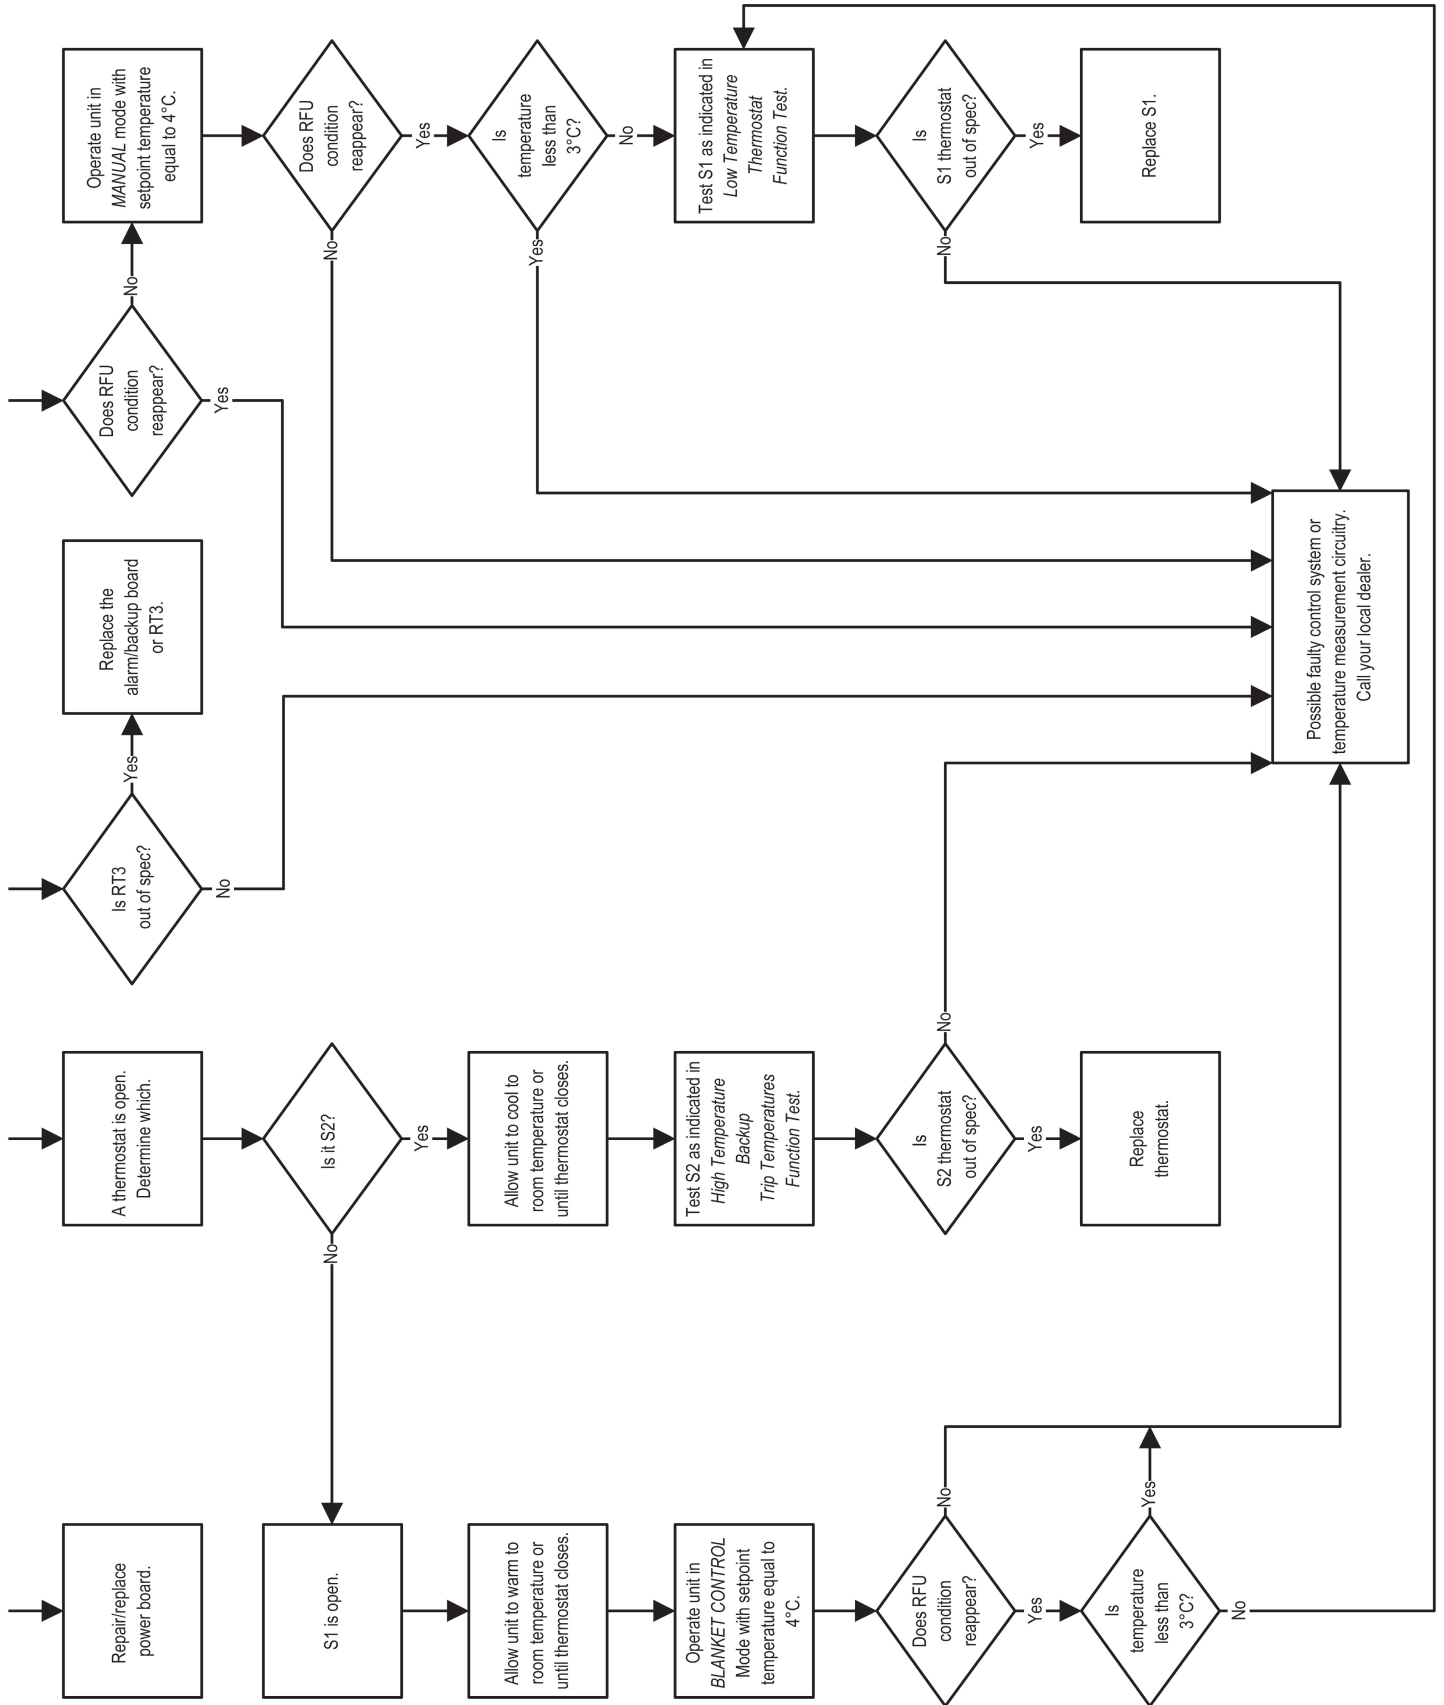 Repair/replace
power board.
A thermostat is open.
Determine which.
Is RT3
out of spec?
Yes
No
Replace the
alarm/backup board
or RT3.
Does RFU
condition
reappear?
No
Yes
Operate unit in
MANUAL mode with
setpoint temperature
equal to 4°C.
S1 is open.
No
Is it S2?
Yes
No
Does RFU
condition
reappear?
Yes
Allow unit to warm to
room temperature or
until thermostat closes.
Allow unit to cool to
room temperature or
until thermostat closes.
Yes
Is
temperature
less than
3°C?
No
Operate unit in
BLANKET CONTROL
Mode with setpoint
temperature equal to
4°C.
Test S2 as indicated in
High Temperature
Backup
Trip Temperatures
Function Test.
Test S1 as indicated in
Low Temperature
Thermostat
Function Test.
Does RFU
condition
reappear?
No
Yes
Is
S2 thermostat
out of spec?
No
Yes
No
Is
S1 thermostat
out of spec?
Yes
Is
temperature
less than
3°C?
Yes
No
Replace
thermostat.
Replace S1.
Possible faulty control system or
temperature measurement circuitry.
Call your local dealer.